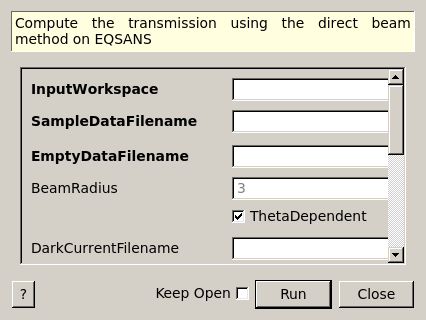 Compute the transmission using the direct beam
method on EQSANS
InputWorkspace
SampleDataFilename
EmptyDataFilename
BeamRadius 3
ThetaDependent
DarkCurrentFilename
? Keep Open Run Close